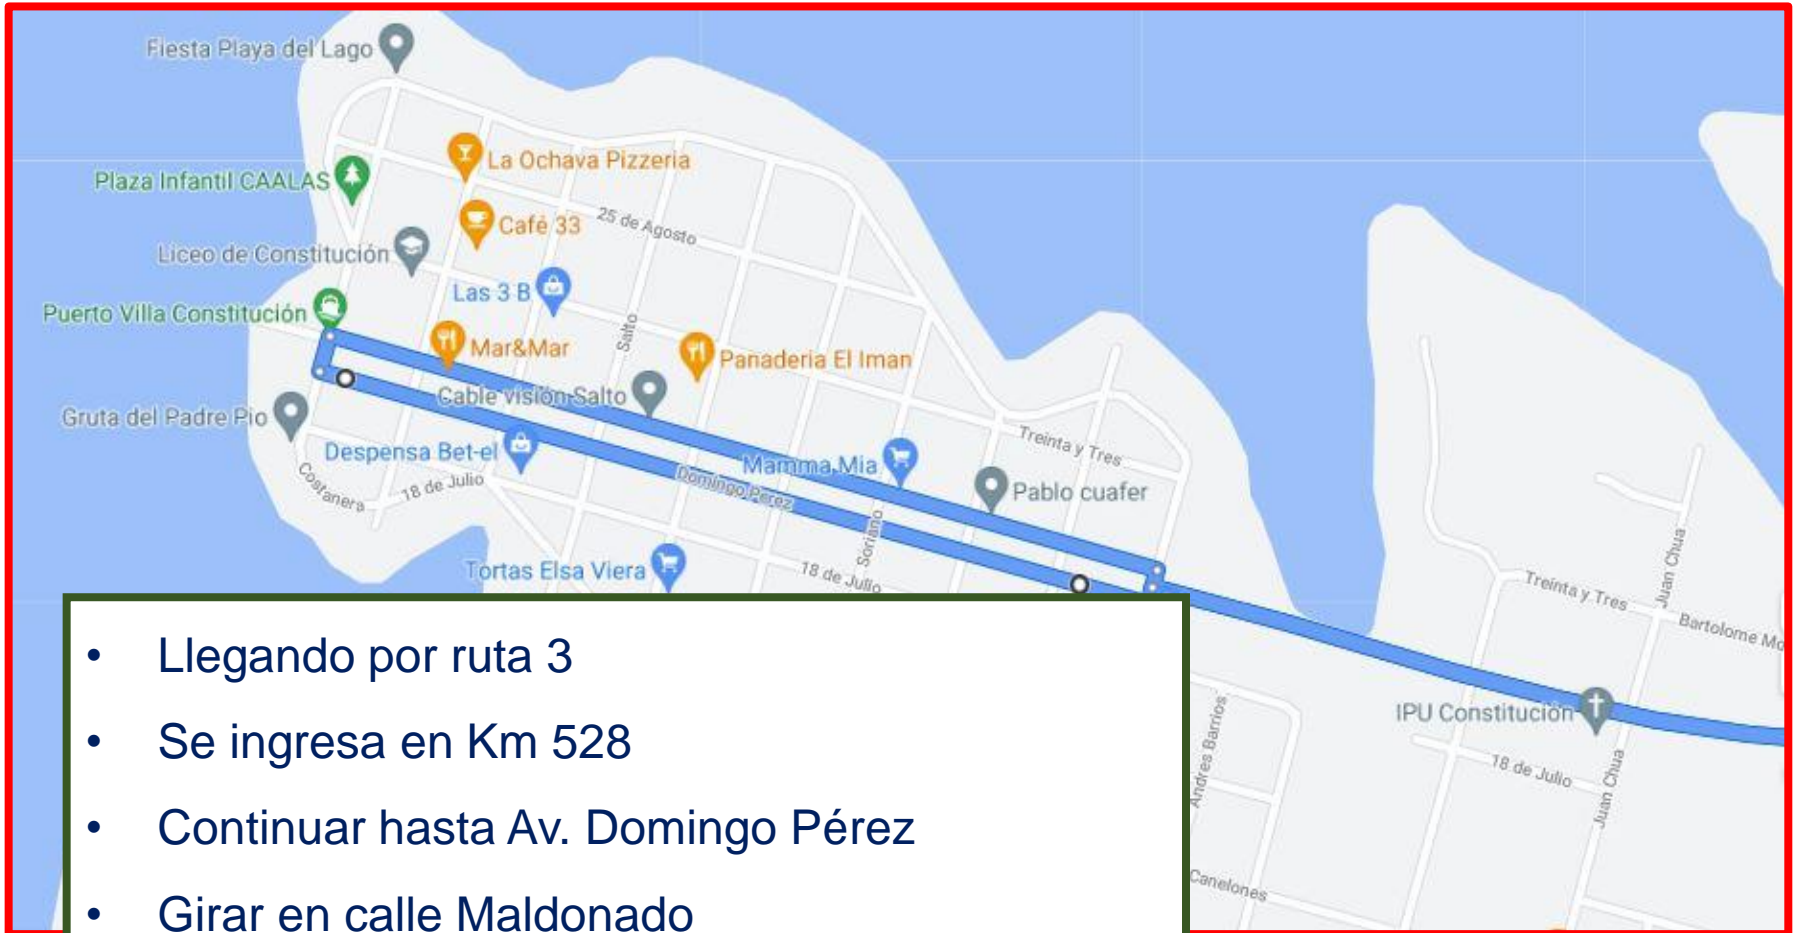 Fiesta Playa del Lago
La Ochava Pizzeria
Plaza Infantil CAALAS
25 de Agosto
Café 33
Liceo de Constitución
Las 3 B
Puerto Villa Constitución
Salto
Mar&Mar
Panaderia El Iman
Cable visión Salto
Gruta del Padre Pio
Treinta y Tres
Despensa Bet-el
Mamma Mia
Domingo Perez
Pablo cuafer
Costanera
18 de Julio
Soriano
Tortas Elsa Viera
18 de Julio
Juan Chua
Treinta y Tres
Bartolome Mo
IPU Constitución
Andres Barrios
18 de Julio
Juan Chua
Canelones
• Llegando por ruta 3
• Se ingresa en Km 528
• Continuar hasta Av. Domingo Pérez
• Girar en calle Maldonado